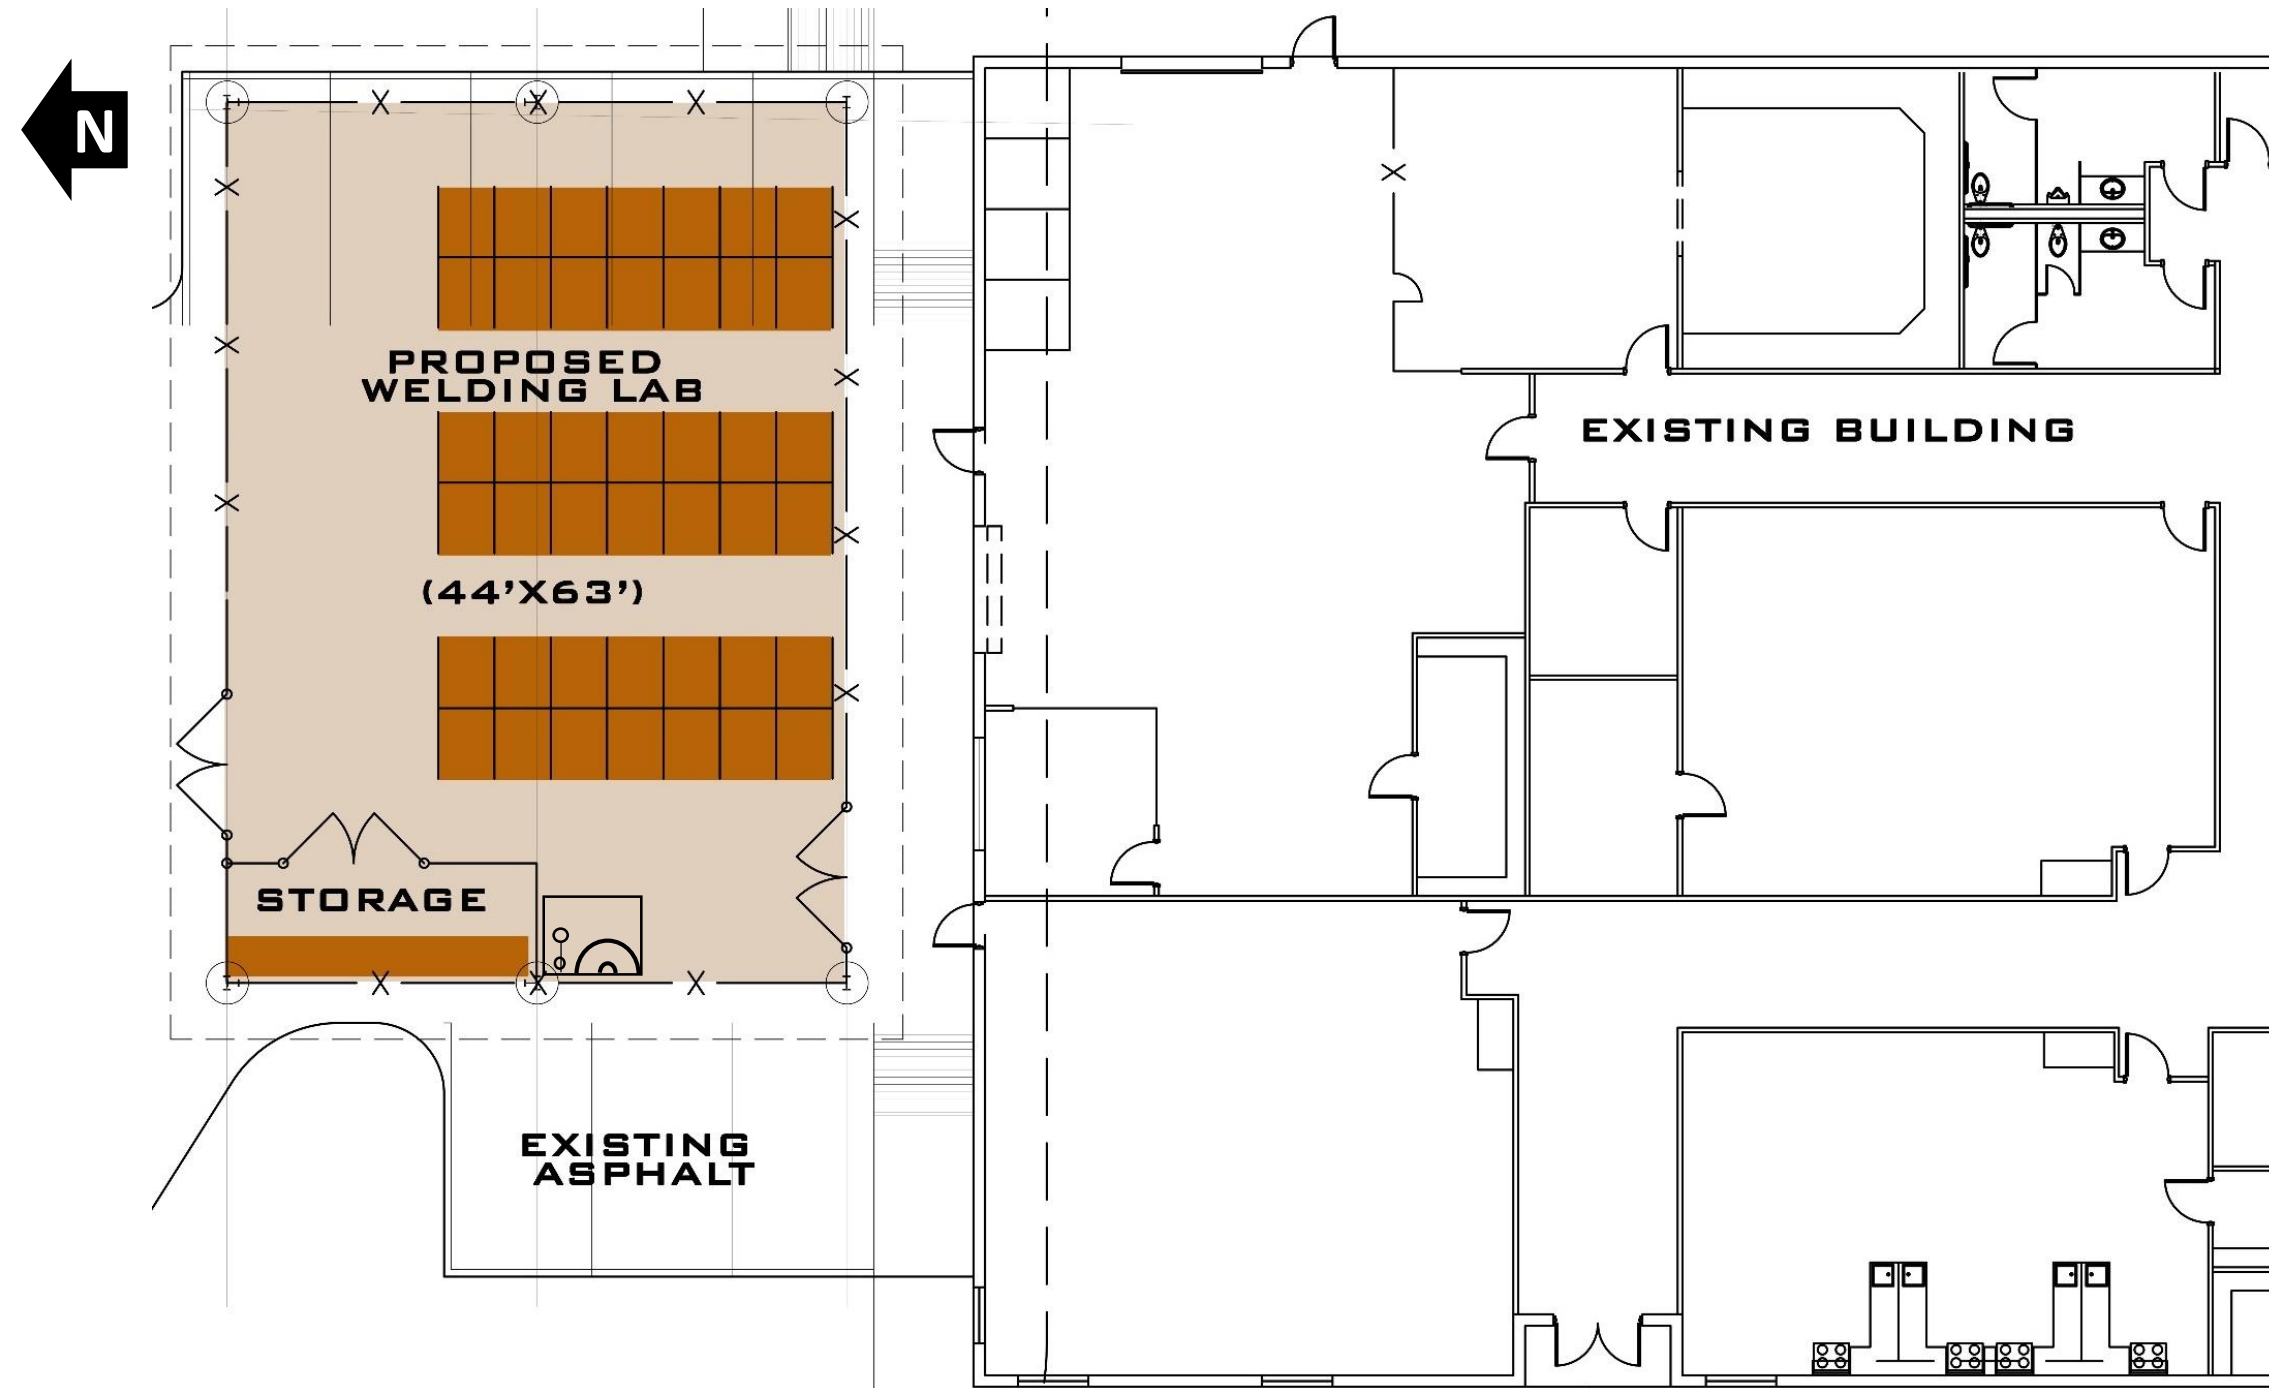 N
PROPOSED
WELDING LAB
EXISTING BUILDING
(44'X63')
STORAGE
EXISTING
ASPHALT